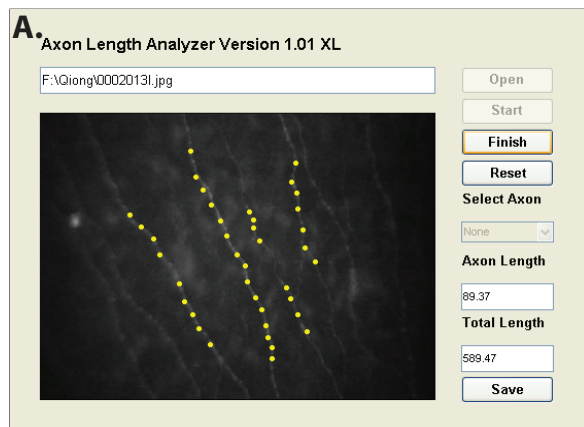 A.
Axon Length Analyzer Version 1.01 XL
F:\Qiong\0002013I.jpg
Open
Start
Finish
Reset
Select Axon
None
Axon Length
89.37
Total Length
589.47
Save